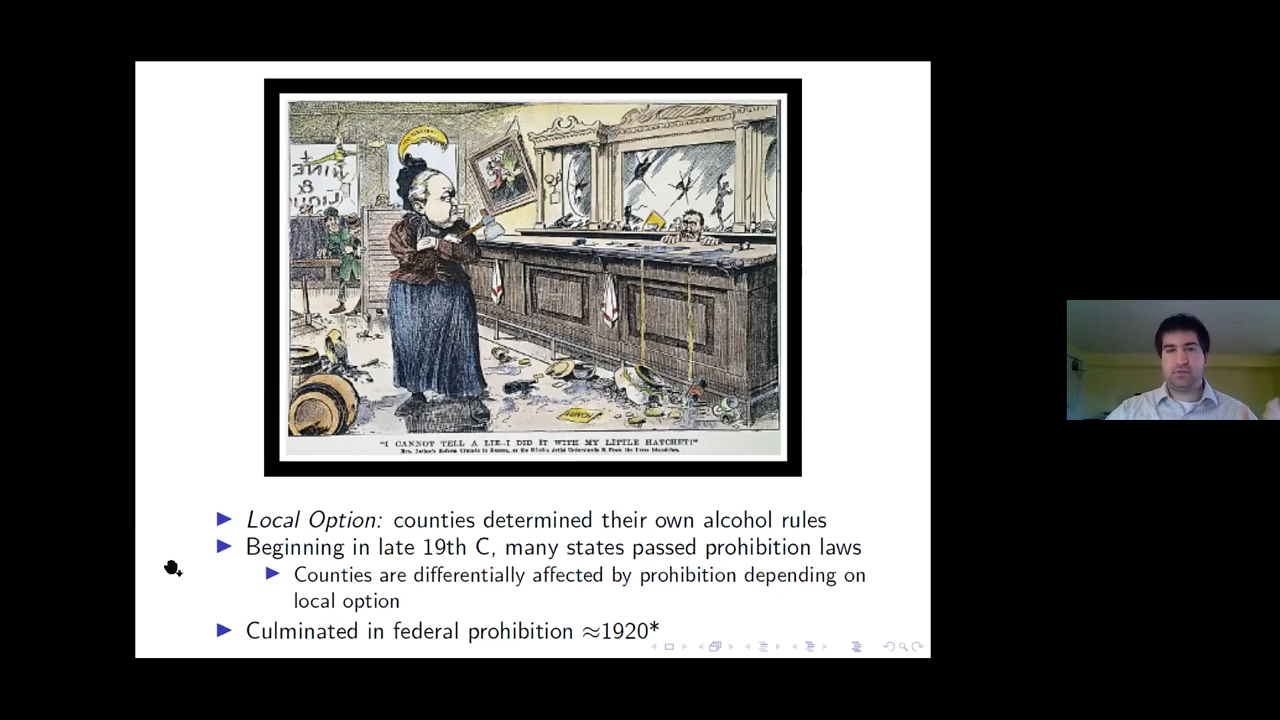 "I CANNOT TELL A LIE--I DID IT WITH MY LITTLE HATCHET!"
LUNCH
Local Option: counties determined their own alcohol rules
Beginning in late 19th C, many states passed prohibition laws
Counties are differentially affected by prohibition depending on
local option
Culminated in federal prohibition ≈1920*